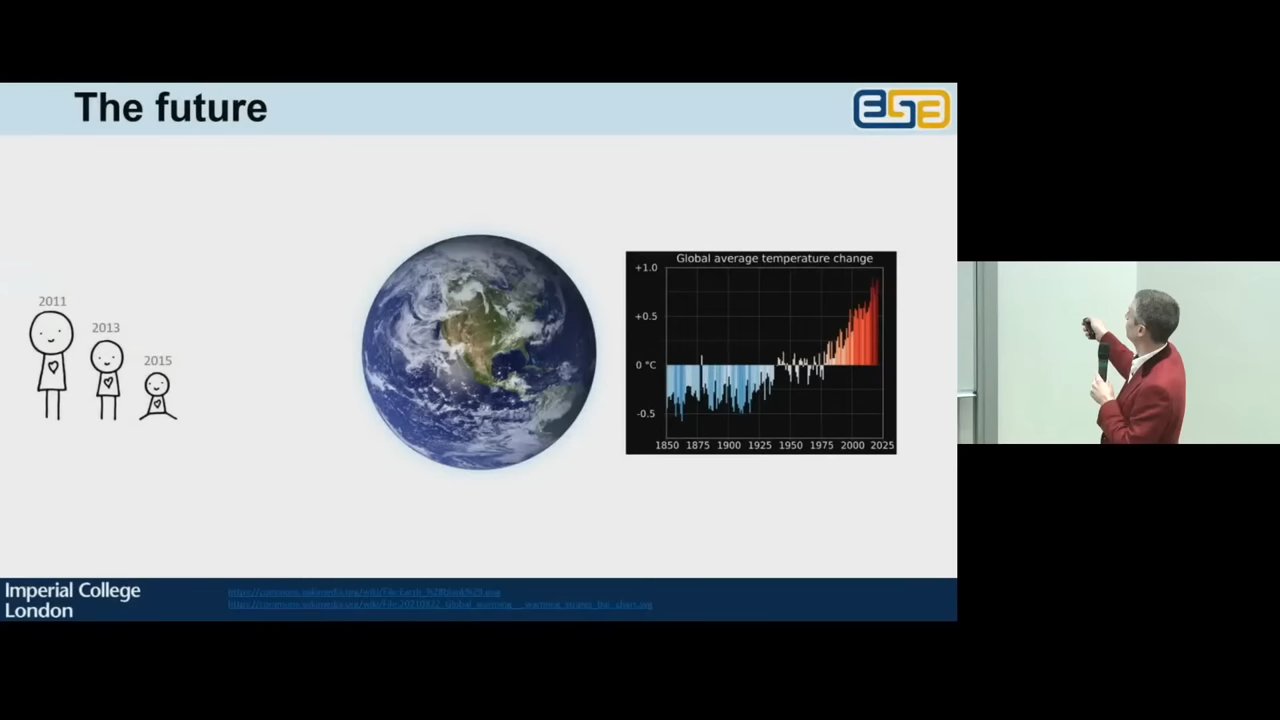 The future
2011
2013
2015
Global average temperature change
+1.0
+0.5
0 °C
-0.5
1850 1875 1900 1925 1950 1975 2000 2025
Imperial College
London